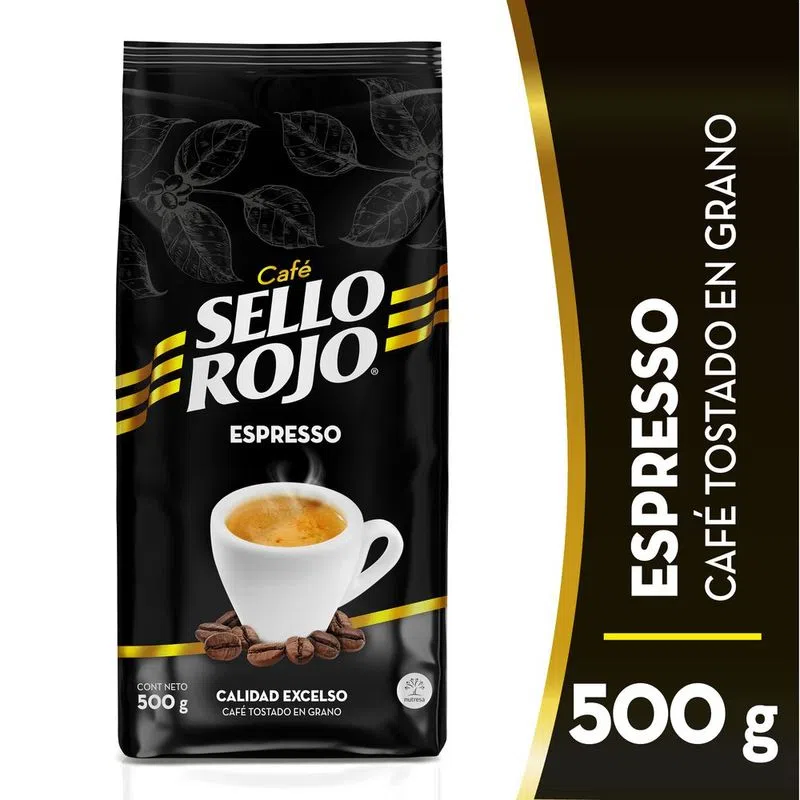 Café
SELLO
ROJO®
ESPRESSO
CONT NETO
500 g
CALIDAD EXCELSO
CAFÉ TOSTADO EN GRANO
nutresa
ESPRESSO
CAFÉ TOSTADO EN GRANO
500 g